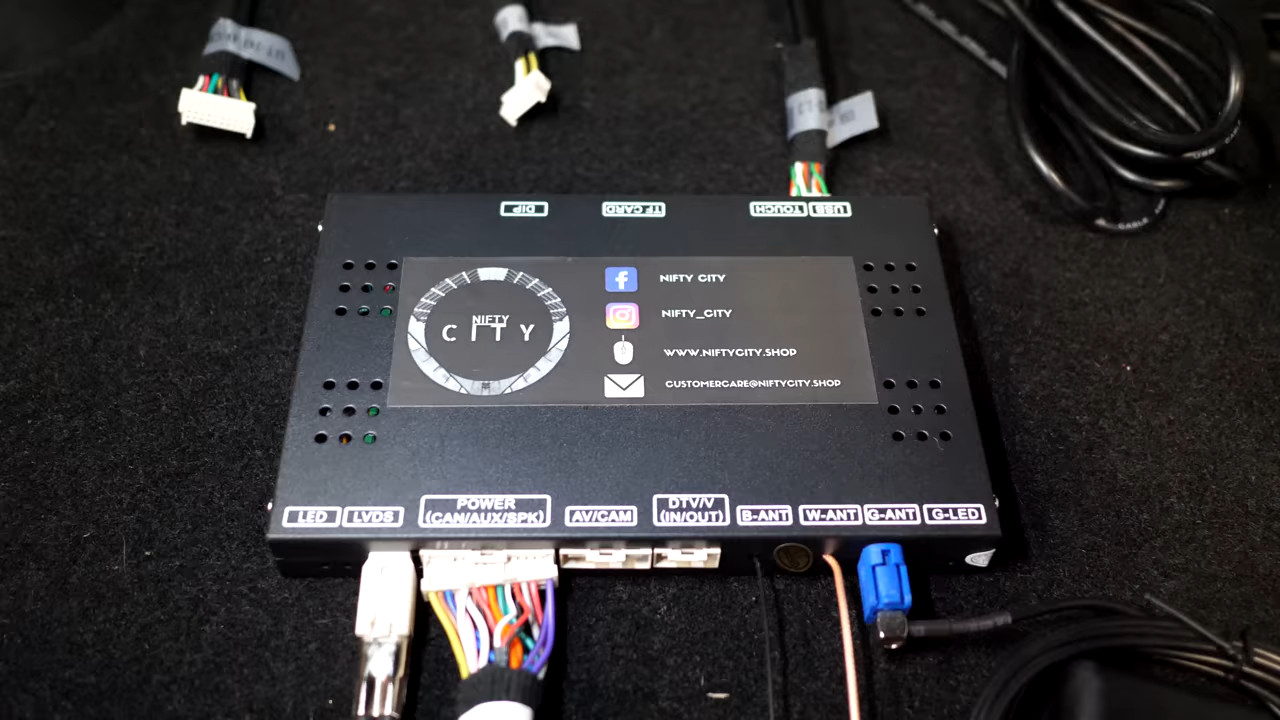 DIP
TF CARD
TOUCH
USB
NIFTY
CITY
NIFTY CITY
NIFTY_CITY
WWW.NIFTYCITY.SHOP
CUSTOMERCARE@NIFTYCITY.SHOP
LED
LVDS
POWER
(CAN/AUX/SPK)
AV/CAM
DTV/V
(IN/OUT)
B-ANT
W-ANT
G-ANT
G-LED